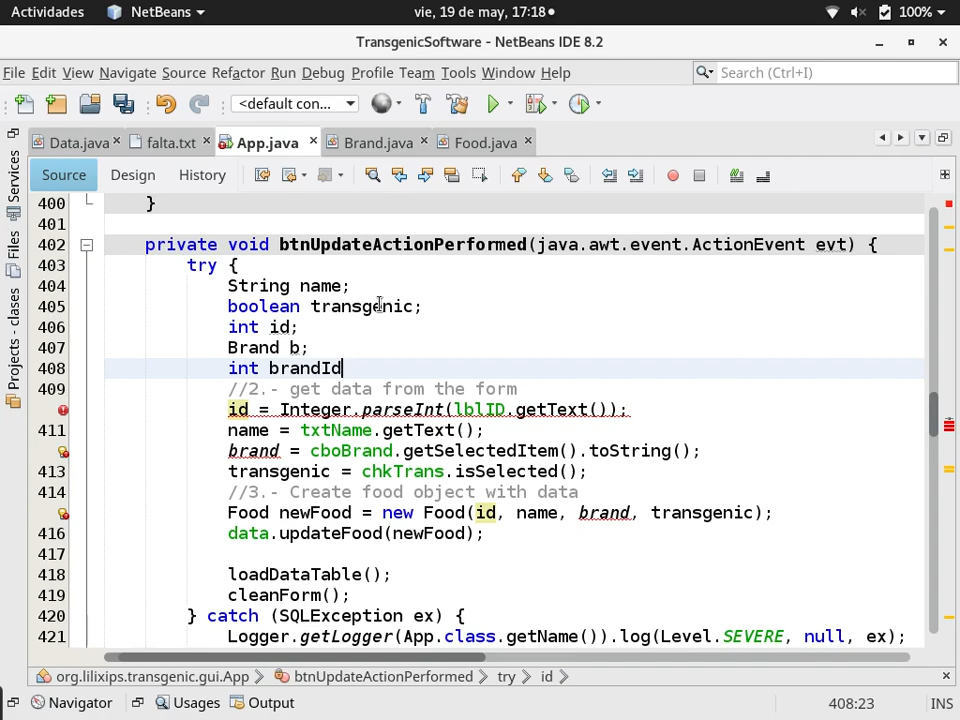 Actividades NetBeans vie, 19 de may, 17:18 100%
TransgenicSoftware - NetBeans IDE 8.2
File Edit View Navigate Source Refactor Run Debug Profile Team Tools Window Help Search (Ctrl+I)
<default con...
Data.java falta.txt App.java Brand.java Food.java
Source Design History
Services
Files
Projects - clases
400 }
401
402 private void btnUpdateActionPerformed(java.awt.event.ActionEvent evt) {
403 try {
404 String name;
405 boolean transgenic;
406 int id;
407 Brand b;
408 int brandId
409 //2.- get data from the form
id = Integer.parseInt(lblID.getText());
411 name = txtName.getText();
brand = cboBrand.getSelectedItem().toString();
413 transgenic = chkTrans.isSelected();
414 //3.- Create food object with data
Food newFood = new Food(id, name, brand, transgenic);
416 data.updateFood(newFood);
417
418 loadDataTable();
419 cleanForm();
420 } catch (SQLException ex) {
421 Logger.getLogger(App.class.getName()).log(Level.SEVERE, null, ex);
org.lilixips.transgenic.gui.App btnUpdateActionPerformed try id
Navigator Usages Output 408:23 INS